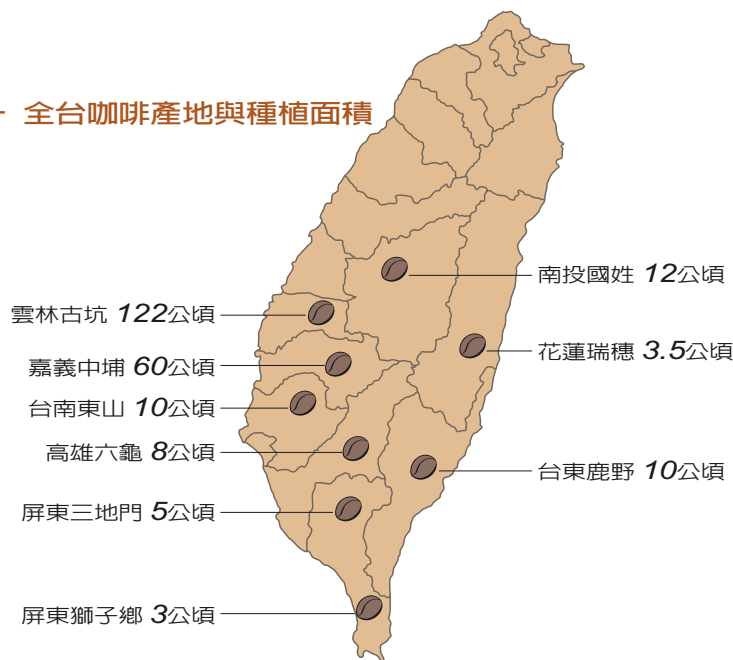 全台咖啡產地與種植面積
南投國姓 12公頃
雲林古坑 122公頃
花蓮瑞穗 3.5公頃
嘉義中埔 60公頃
台南東山 10公頃
高雄六龜 8公頃
台東鹿野 10公頃
屏東三地門 5公頃
屏東獅子鄉 3公頃